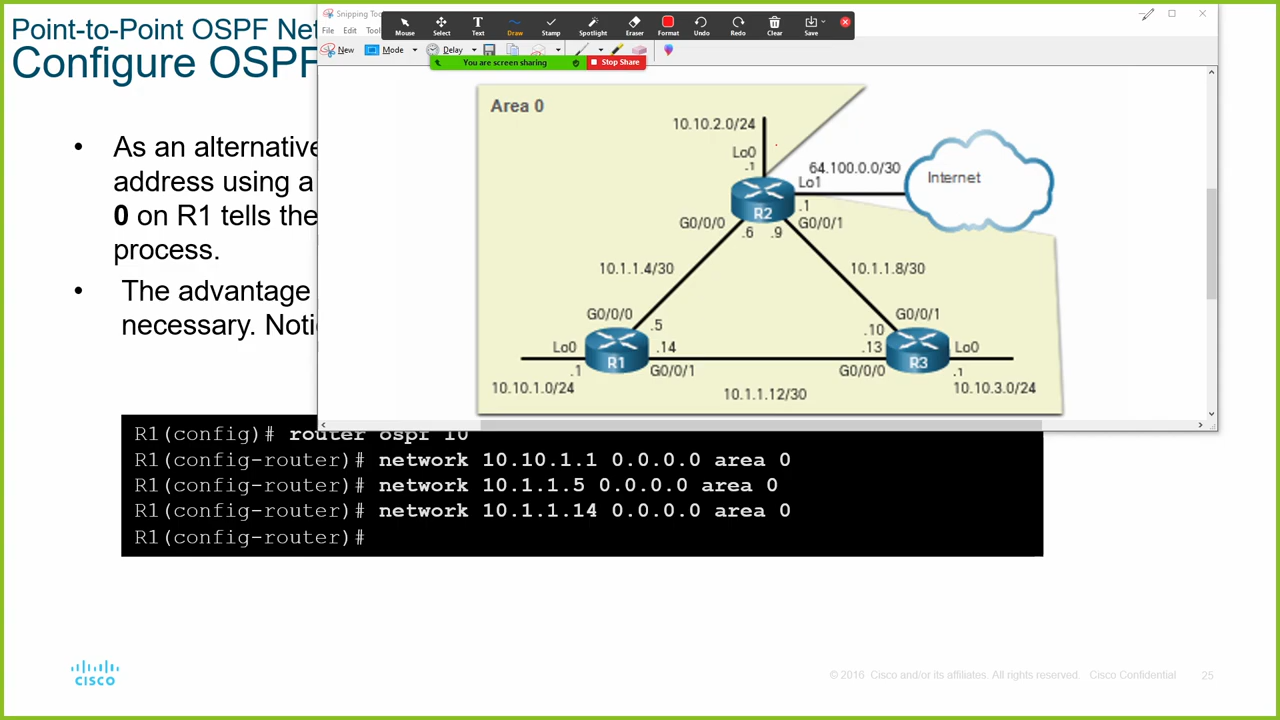 Point-to-Point OSPF Net
Configure OSPF
• As an alternative
address using a
0 on R1 tells the
process.
• The advantage
necessary. Notic
Snipping To
File Edit Tools
New Mode Delay
Mouse Select Text Draw Stamp Spotlight Eraser Format Undo Redo Clear Save
You are screen sharing Stop Share
Area 0
10.10.2.0/24
Lo0
.1
64.100.0.0/30
Internet
Lo1
.1
R2
G0/0/0
G0/0/1
.6 .9
10.1.1.4/30
10.1.1.8/30
G0/0/0
G0/0/1
.5
.10
Lo0
.14
.13
Lo0
R1
R3
.1
G0/0/1
G0/0/0
.1
10.10.1.0/24
10.1.1.12/30
10.10.3.0/24
R1(config)# router ospf 10
R1(config-router)# network 10.10.1.1 0.0.0.0 area 0
R1(config-router)# network 10.1.1.5 0.0.0.0 area 0
R1(config-router)# network 10.1.1.14 0.0.0.0 area 0
R1(config-router)#
CISCO
© 2016 Cisco and/or its affiliates. All rights reserved. Cisco Confidential 25